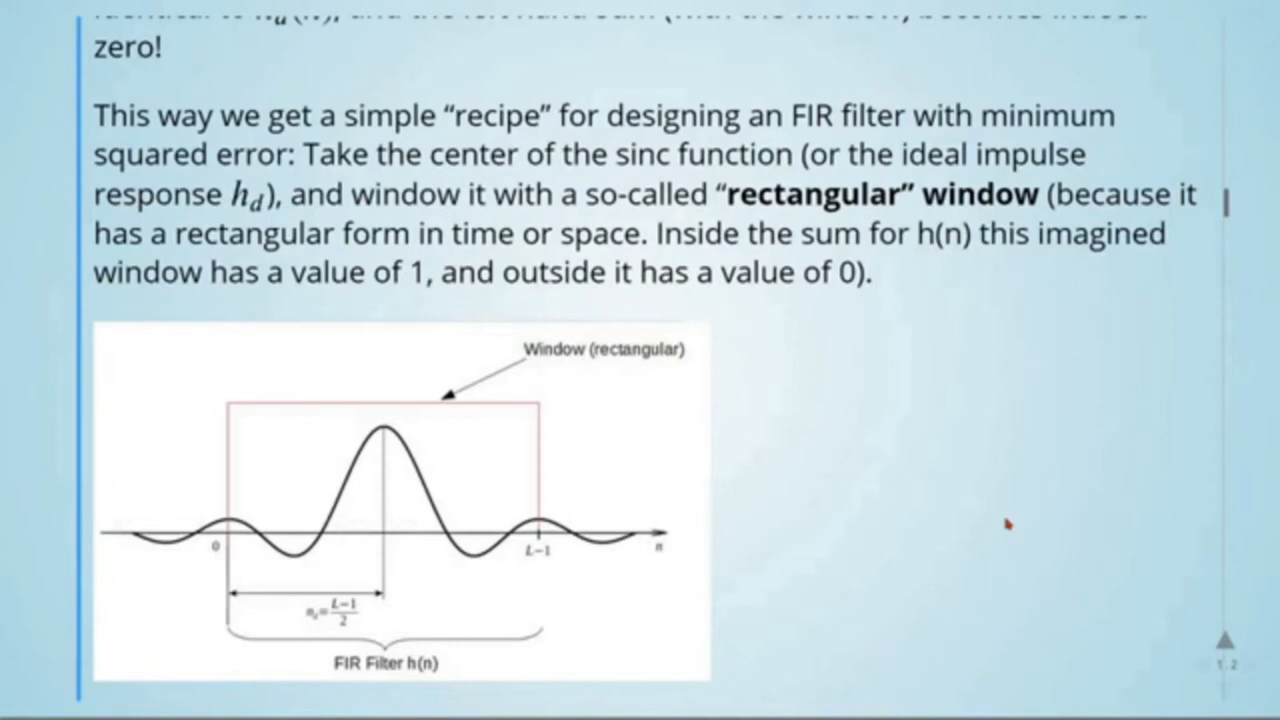 zero!
This way we get a simple “recipe” for designing an FIR filter with minimum
squared error: Take the center of the sinc function (or the ideal impulse
response h_d), and window it with a so-called “rectangular” window (because it
has a rectangular form in time or space. Inside the sum for h(n) this imagined
window has a value of 1, and outside it has a value of 0).
Window (rectangular)
0
L−1
n
L−1
2
FIR Filter h(n)
1.2